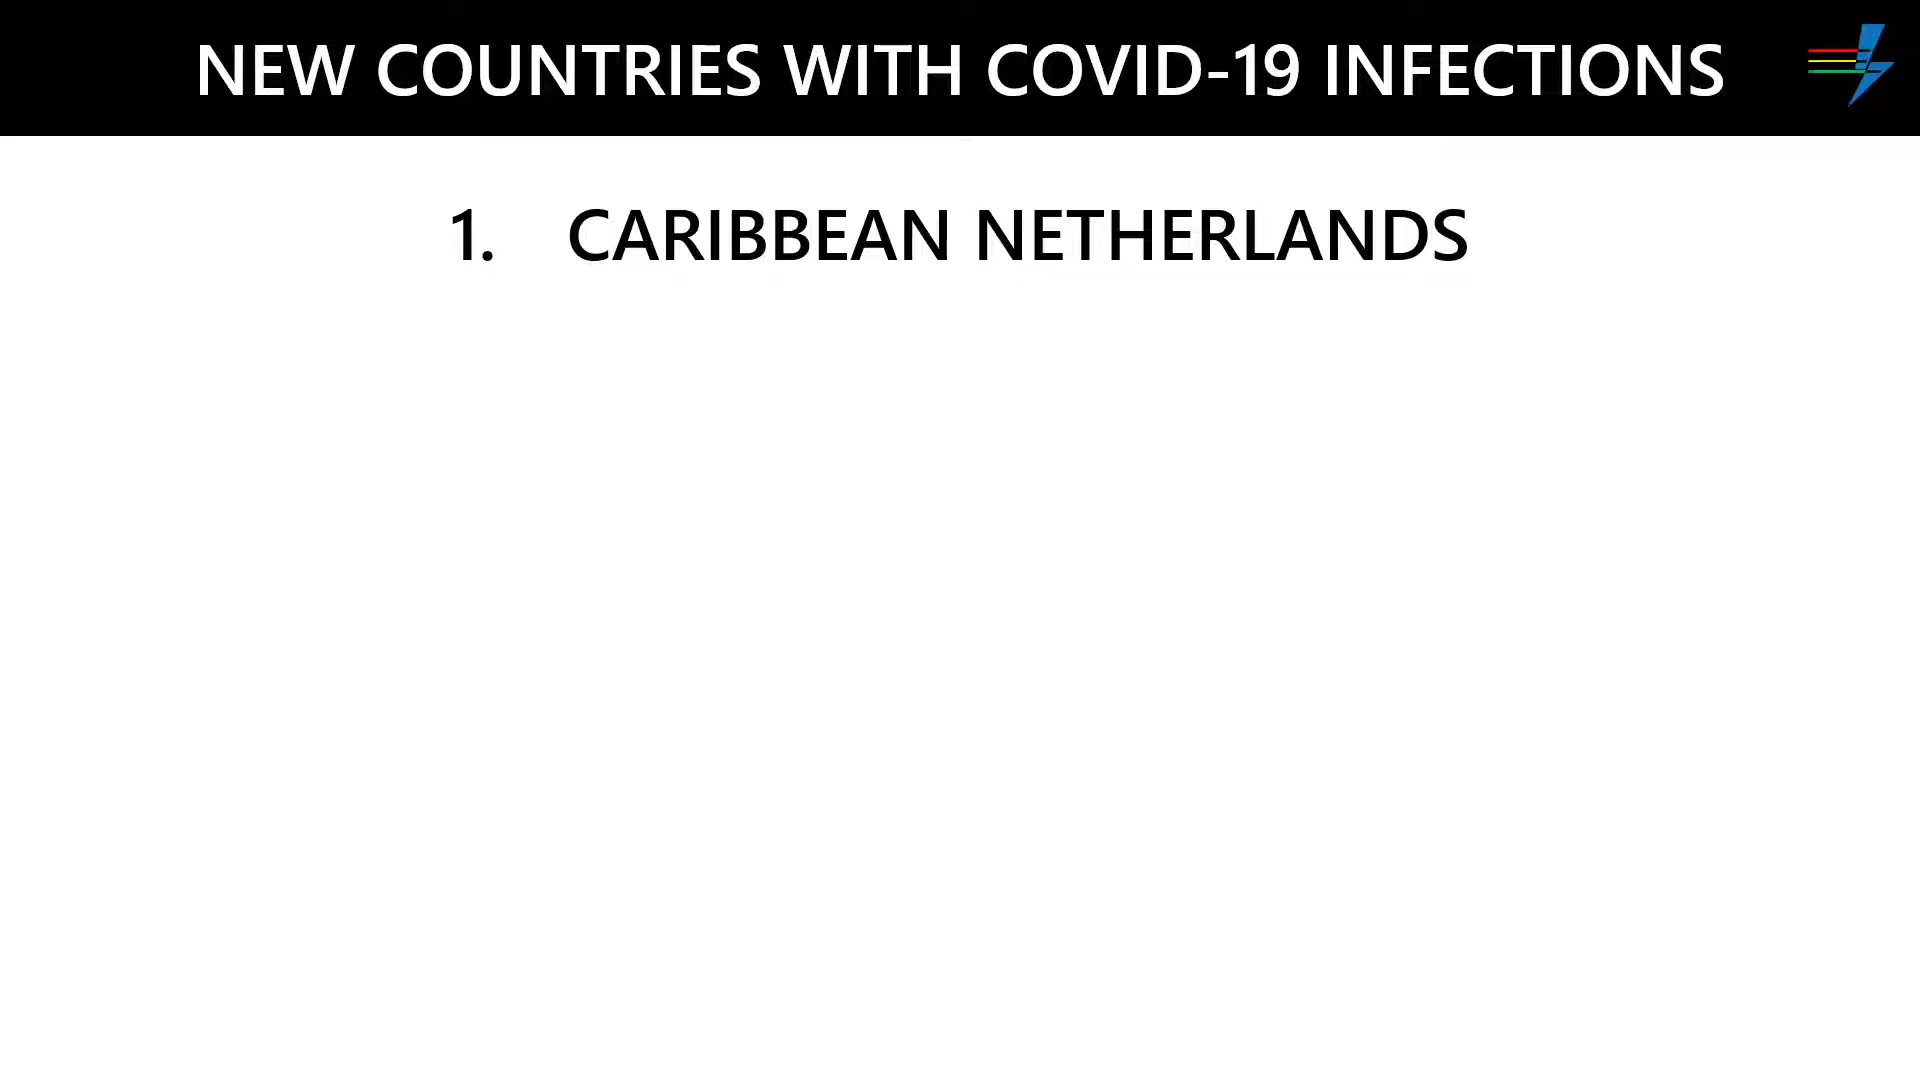 NEW COUNTRIES WITH COVID-19 INFECTIONS
1. CARIBBEAN NETHERLANDS